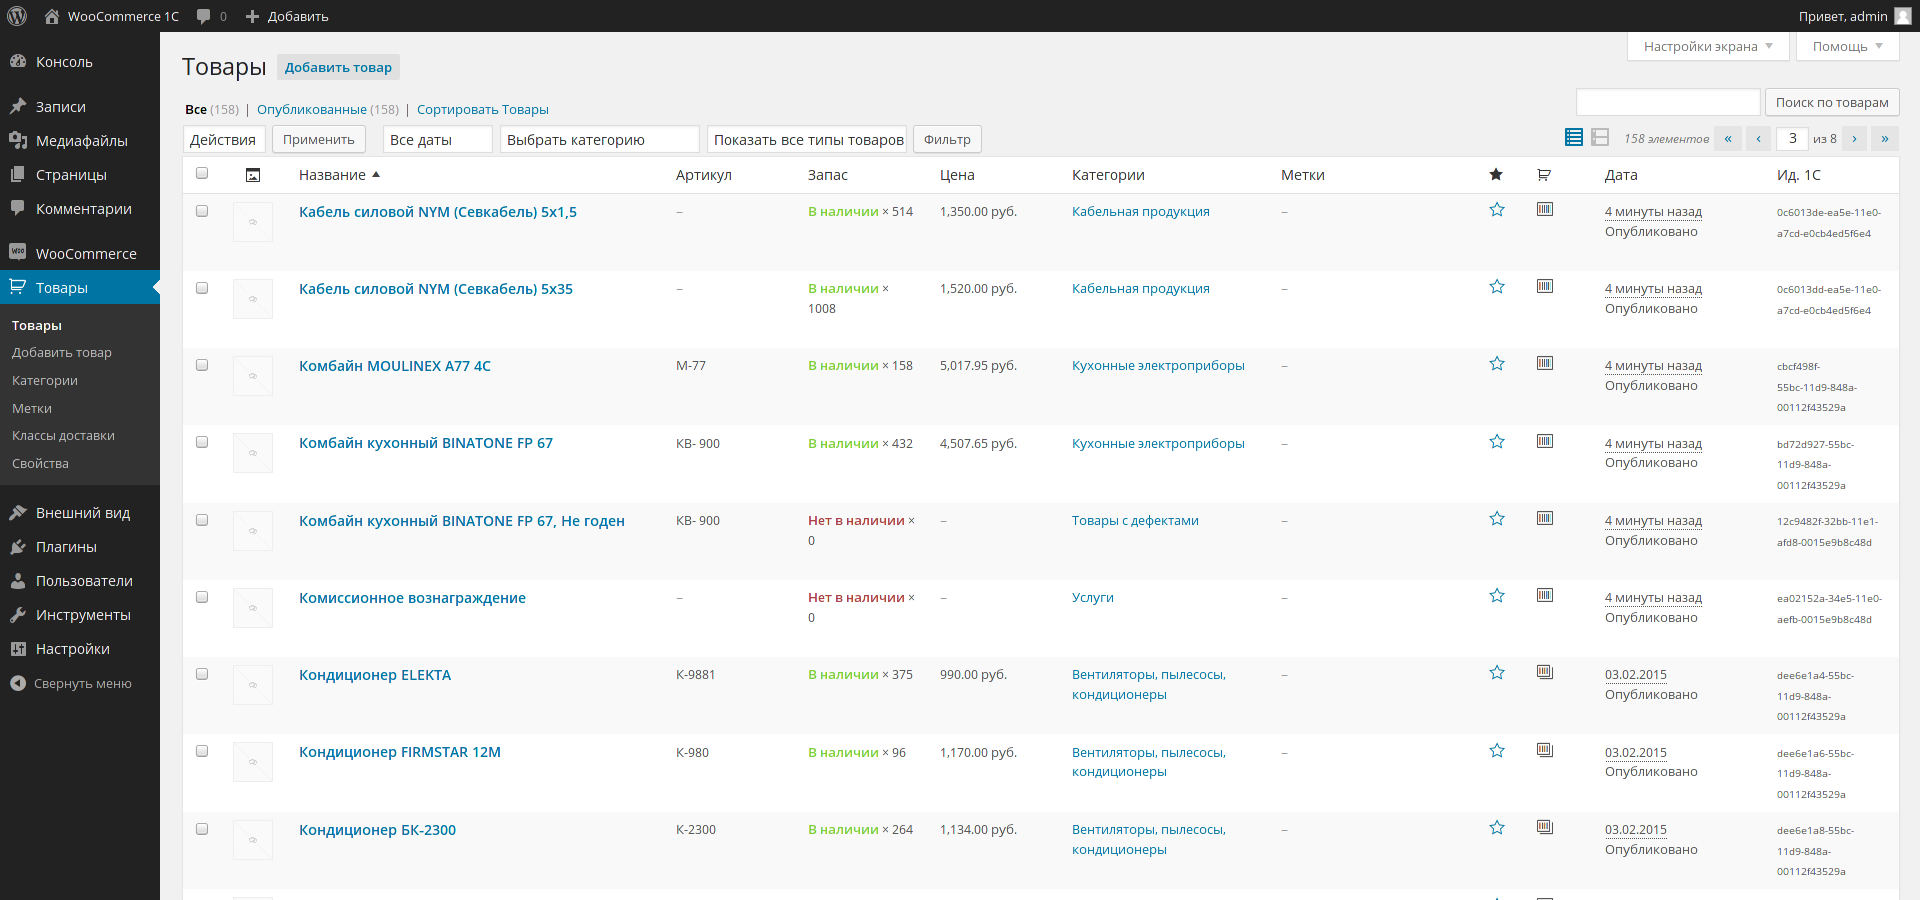 WooCommerce 1C 0 Добавить Привет, admin
Настройки экрана Помощь
Консоль
Записи
Медиафайлы
Страницы
Комментарии
WooCommerce
Товары
Товары
Добавить товар
Категории
Метки
Классы доставки
Свойства
Внешний вид
Плагины
Пользователи
Инструменты
Настройки
Свернуть меню
Товары Добавить товар
Все (158) | Опубликованные (158) | Сортировать Товары
Поиск по товарам
Действия Применить Все даты Выбрать категорию Показать все типы товаров Фильтр
158 элементов « ‹ 3 из 8 › »
Название Артикул Запас Цена Категории Метки Дата Ид. 1С
Кабель силовой NYM (Севкабель) 5х1,5 – В наличии × 514 1,350.00 руб. Кабельная продукция – 4 минуты назад 0c6013de-ea5e-11e0-
Опубликовано a7cd-e0cb4ed5f6e4
Кабель силовой NYM (Севкабель) 5х35 – В наличии × 1,520.00 руб. Кабельная продукция – 4 минуты назад 0c6013dd-ea5e-11e0-
1008 Опубликовано a7cd-e0cb4ed5f6e4
Комбайн MOULINEX A77 4C М-77 В наличии × 158 5,017.95 руб. Кухонные электроприборы – 4 минуты назад cbcf498f-
Опубликовано 55bc-11d9-848a-
00112f43529a
Комбайн кухонный BINATONE FP 67 КВ- 900 В наличии × 432 4,507.65 руб. Кухонные электроприборы – 4 минуты назад bd72d927-55bc-
Опубликовано 11d9-848a-
00112f43529a
Комбайн кухонный BINATONE FP 67, Не годен КВ- 900 Нет в наличии × – Товары с дефектами – 4 минуты назад 12c9482f-32bb-11e1-
0 Опубликовано afd8-0015e9b8c48d
Комиссионное вознаграждение – Нет в наличии × – Услуги – 4 минуты назад ea02152a-34e5-11e0-
0 Опубликовано aefb-0015e9b8c48d
Кондиционер ELEKTA К-9881 В наличии × 375 990.00 руб. Вентиляторы, пылесосы, – 03.02.2015 dee6e1a4-55bc-
кондиционеры Опубликовано 11d9-848a-
00112f43529a
Кондиционер FIRMSTAR 12М К-980 В наличии × 96 1,170.00 руб. Вентиляторы, пылесосы, – 03.02.2015 dee6e1a6-55bc-
кондиционеры Опубликовано 11d9-848a-
00112f43529a
Кондиционер БК-2300 К-2300 В наличии × 264 1,134.00 руб. Вентиляторы, пылесосы, – 03.02.2015 dee6e1a8-55bc-
кондиционеры Опубликовано 11d9-848a-
00112f43529a